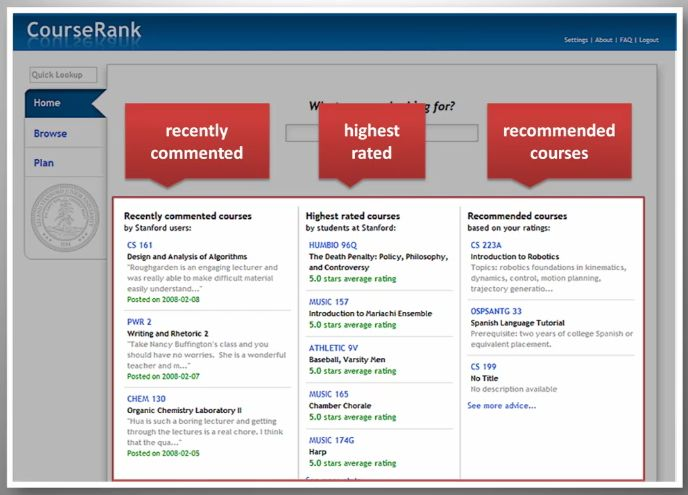 CourseRank
Settings | About | FAQ | Logout
Quick Lookup
Home
Browse
Plan
for?
recently
commented
highest
rated
recommended
courses
Recently commented courses
by Stanford users:
CS 161
Design and Analysis of Algorithms
"Roughgarden is an engaging lecturer and
was really able to make difficult material
easily understand..."
Posted on 2008-02-08
PWR 2
Writing and Rhetoric 2
"Take Nancy Buffington's class and you
should have no worries. She is a wonderful
teacher and m..."
Posted on 2008-02-07
CHEM 130
Organic Chemistry Laboratory II
"Hua is such a boring lecturer and getting
through the lectures is a real chore. I think
that the qua..."
Posted on 2008-02-05
Highest rated courses
by students at Stanford:
HUMBIO 96Q
The Death Penalty: Policy, Philosophy,
and Controversy
5.0 stars average rating
MUSIC 157
Introduction to Mariachi Ensemble
5.0 stars average rating
ATHLETIC 9V
Baseball, Varsity Men
5.0 stars average rating
MUSIC 165
Chamber Chorale
5.0 stars average rating
MUSIC 174G
Harp
5.0 stars average rating
Recommended courses
based on your ratings:
CS 223A
Introduction to Robotics
Topics: robotics foundations in kinematics,
dynamics, control, motion planning,
trajectory generatio...
OSPSANTG 33
Spanish Language Tutorial
Prerequisite: two years of college Spanish or
equivalent placement.
CS 199
No Title
No description available
See more advice...